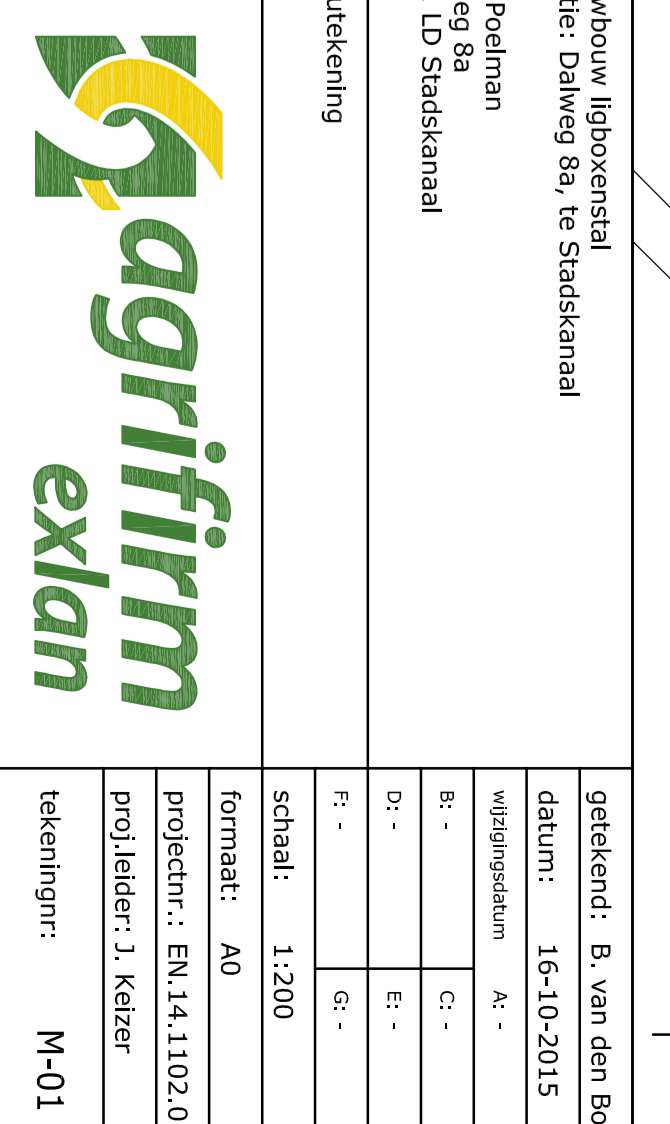 wbouw ligboxenstal
tie: Dalweg 8a, te Stadskanaal
Poelman
eg 8a
LD Stadskanaal
utekening
agrifirm
exlan
getekend: B. van den Bo
datum: 16-10-2015
wijzigingsdatum A: -
B: - C: -
D: - E: -
F: - G: -
schaal: 1:200
formaat: A0
projectnr.: EN.14.1102.0
proj.leider: J. Keizer
tekeningnr: M-01